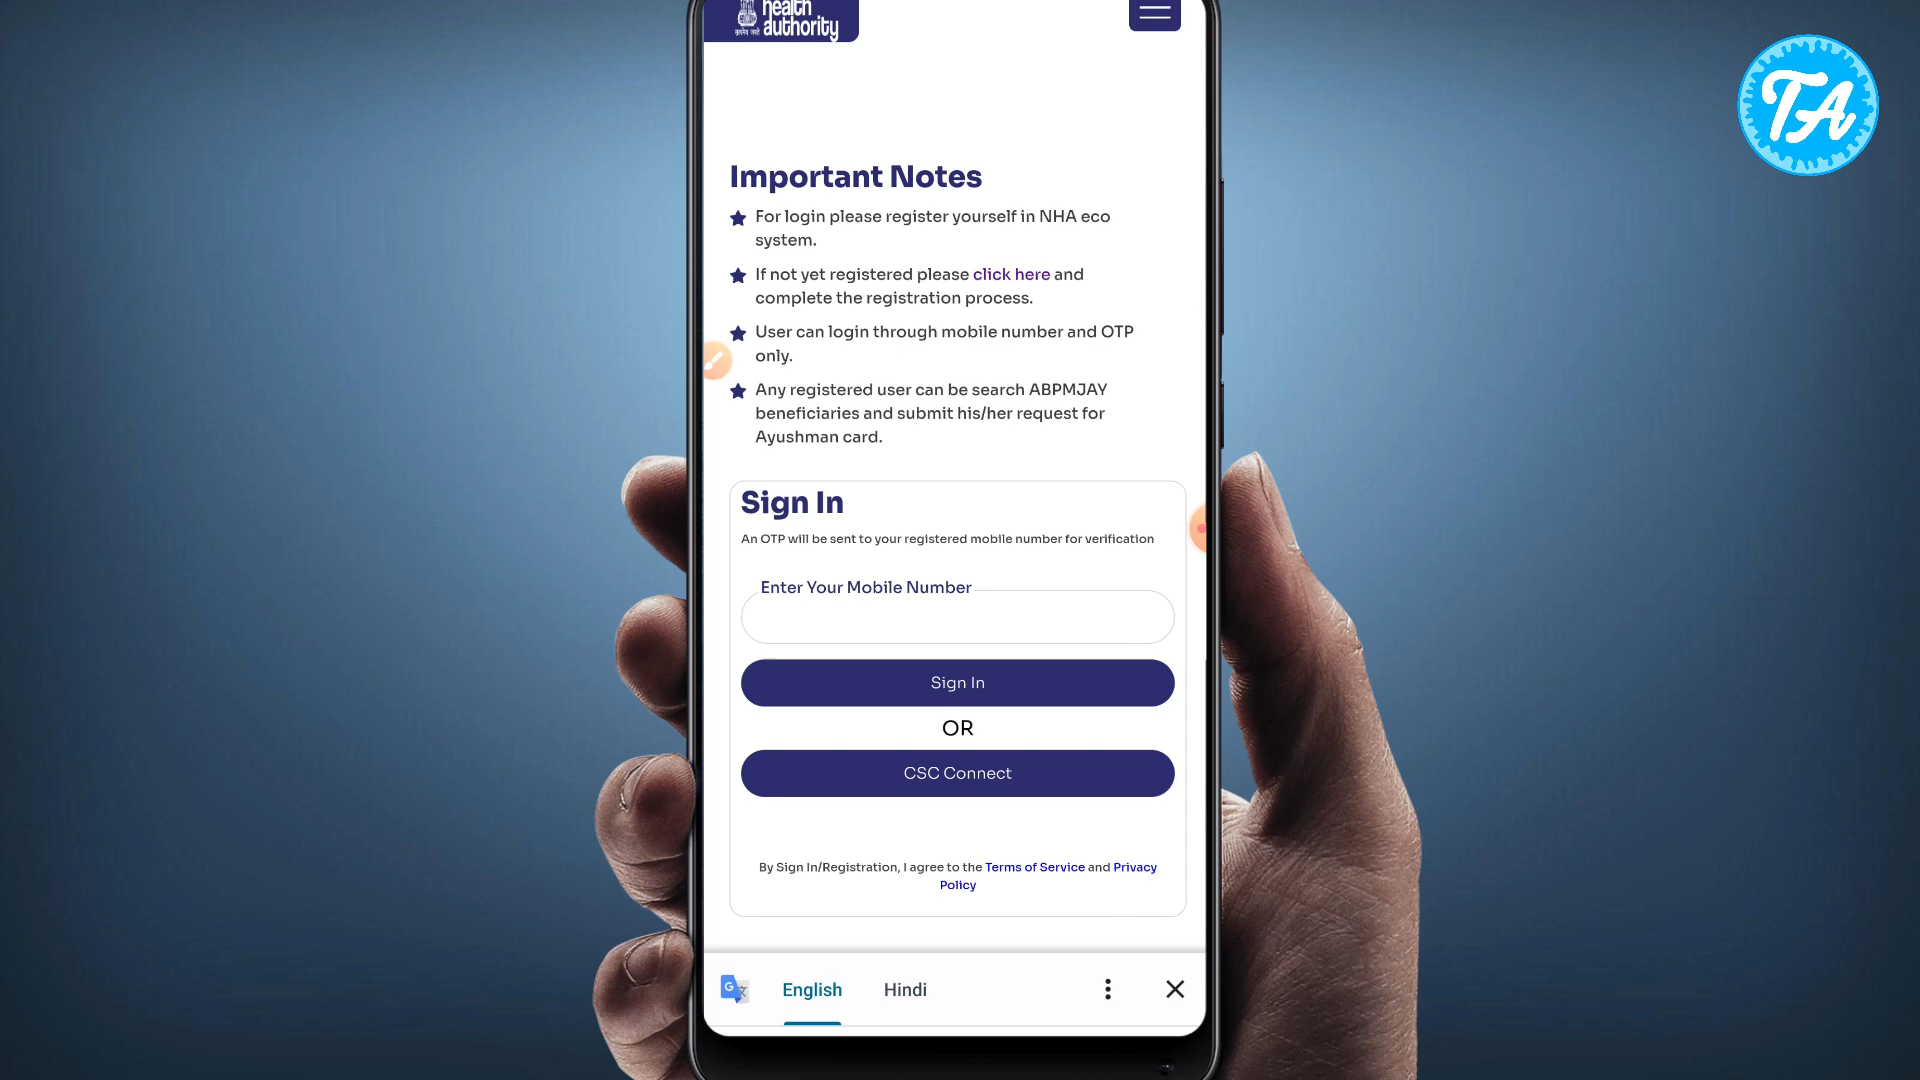 health
सत्यमेव जयते authority
TA
Important Notes
For login please register yourself in NHA eco
system.
If not yet registered please click here and
complete the registration process.
User can login through mobile number and OTP
only.
Any registered user can be search ABPMJAY
beneficiaries and submit his/her request for
Ayushman card.
Sign In
An OTP will be sent to your registered mobile number for verification
Enter Your Mobile Number
Sign In
OR
CSC Connect
By Sign In/Registration, I agree to the Terms of Service and Privacy
Policy
English Hindi